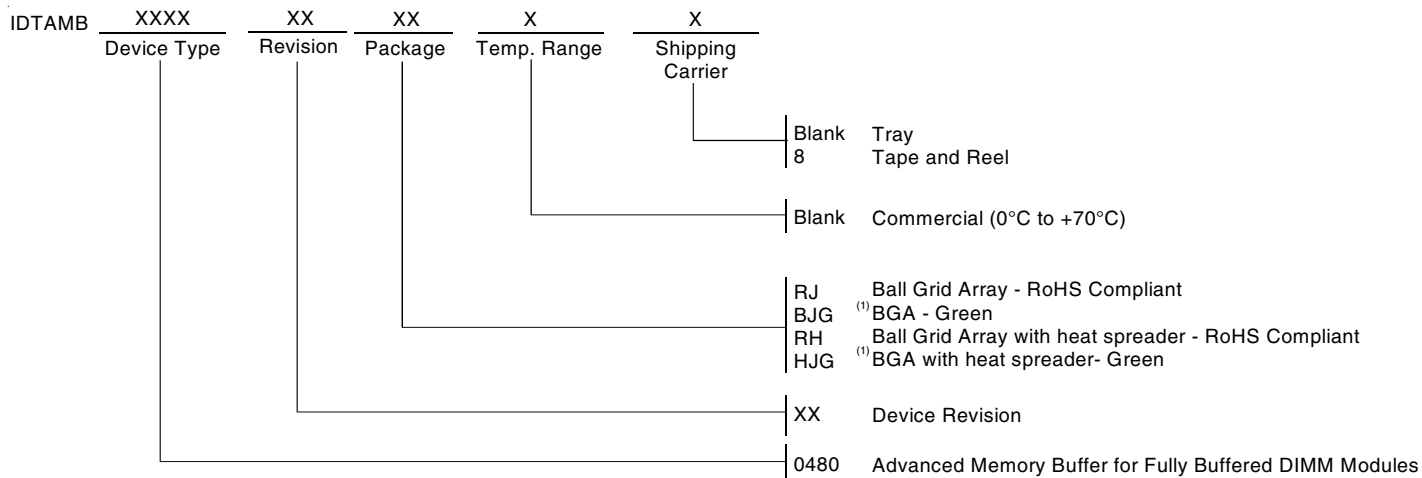 IDTAMB XXXX XX XX X X
Device Type Revision Package Temp. Range Shipping
Carrier
Blank Tray
8 Tape and Reel
Blank Commercial (0°C to +70°C)
RJ Ball Grid Array - RoHS Compliant
BJG (1) BGA - Green
RH Ball Grid Array with heat spreader - RoHS Compliant
HJG (1) BGA with heat spreader- Green
XX Device Revision
0480 Advanced Memory Buffer for Fully Buffered DIMM Modules